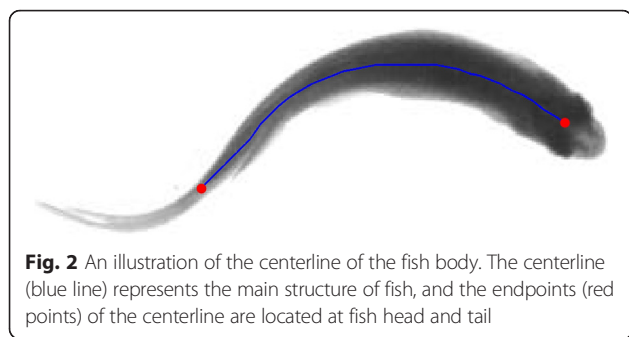 Fig. 2 An illustration of the centerline of the fish body. The centerline
(blue line) represents the main structure of fish, and the endpoints (red
points) of the centerline are located at fish head and tail